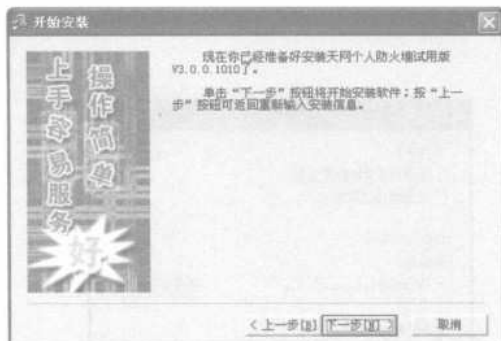 开始安装
上手容易服务好
操作简单
现在你已经准备好安装天网个人防火墙试用版
V3.0.0.1010了。
单击“下一步”按钮将开始安装软件；按“上一
步”按钮可返回重新输入安装信息。
< 上一步[B]
下一步[N] >
取消